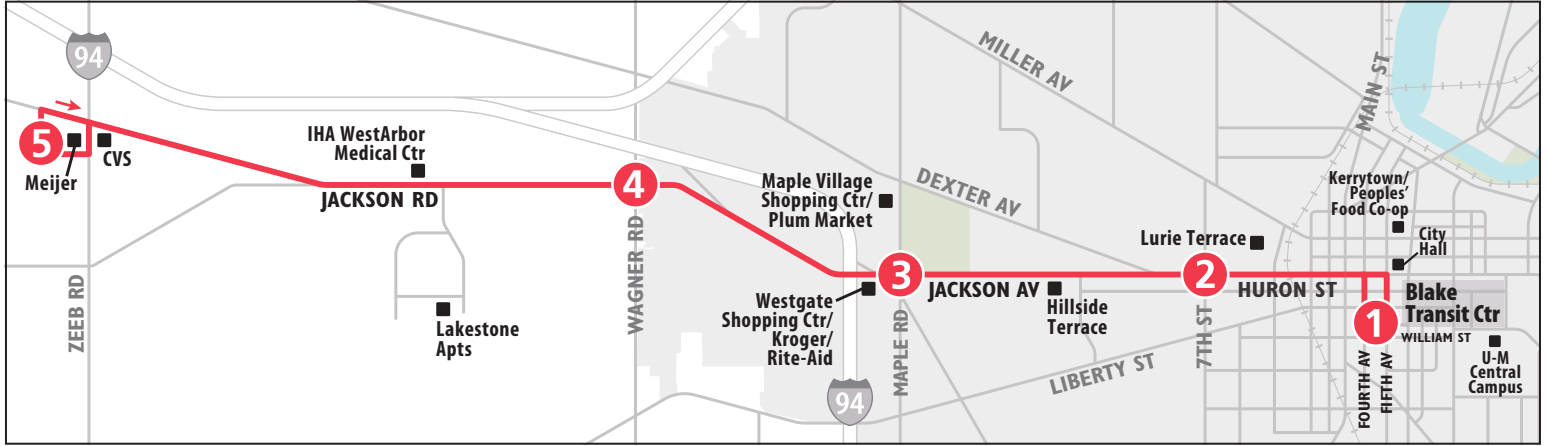 94
5
Meijer
CVS
ZEEB RD
IHA WestArbor
Medical Ctr
JACKSON RD
Lakestone
Apts
4
WAGNER RD
Maple Village
Shopping Ctr/
Plum Market
Westgate
Shopping Ctr/
Kroger/
Rite-Aid
94
3
MAPLE RD
JACKSON AV
Hillside
Terrace
DEXTER AV
MILLER AV
LIBERTY ST
Lurie Terrace
2
7TH ST
HURON ST
MAIN ST
Kerrytown/
Peoples'
Food Co-op
City
Hall
Blake
Transit Ctr
1
WILLIAM ST
FOURTH AV
FIFTH AV
U-M
Central
Campus